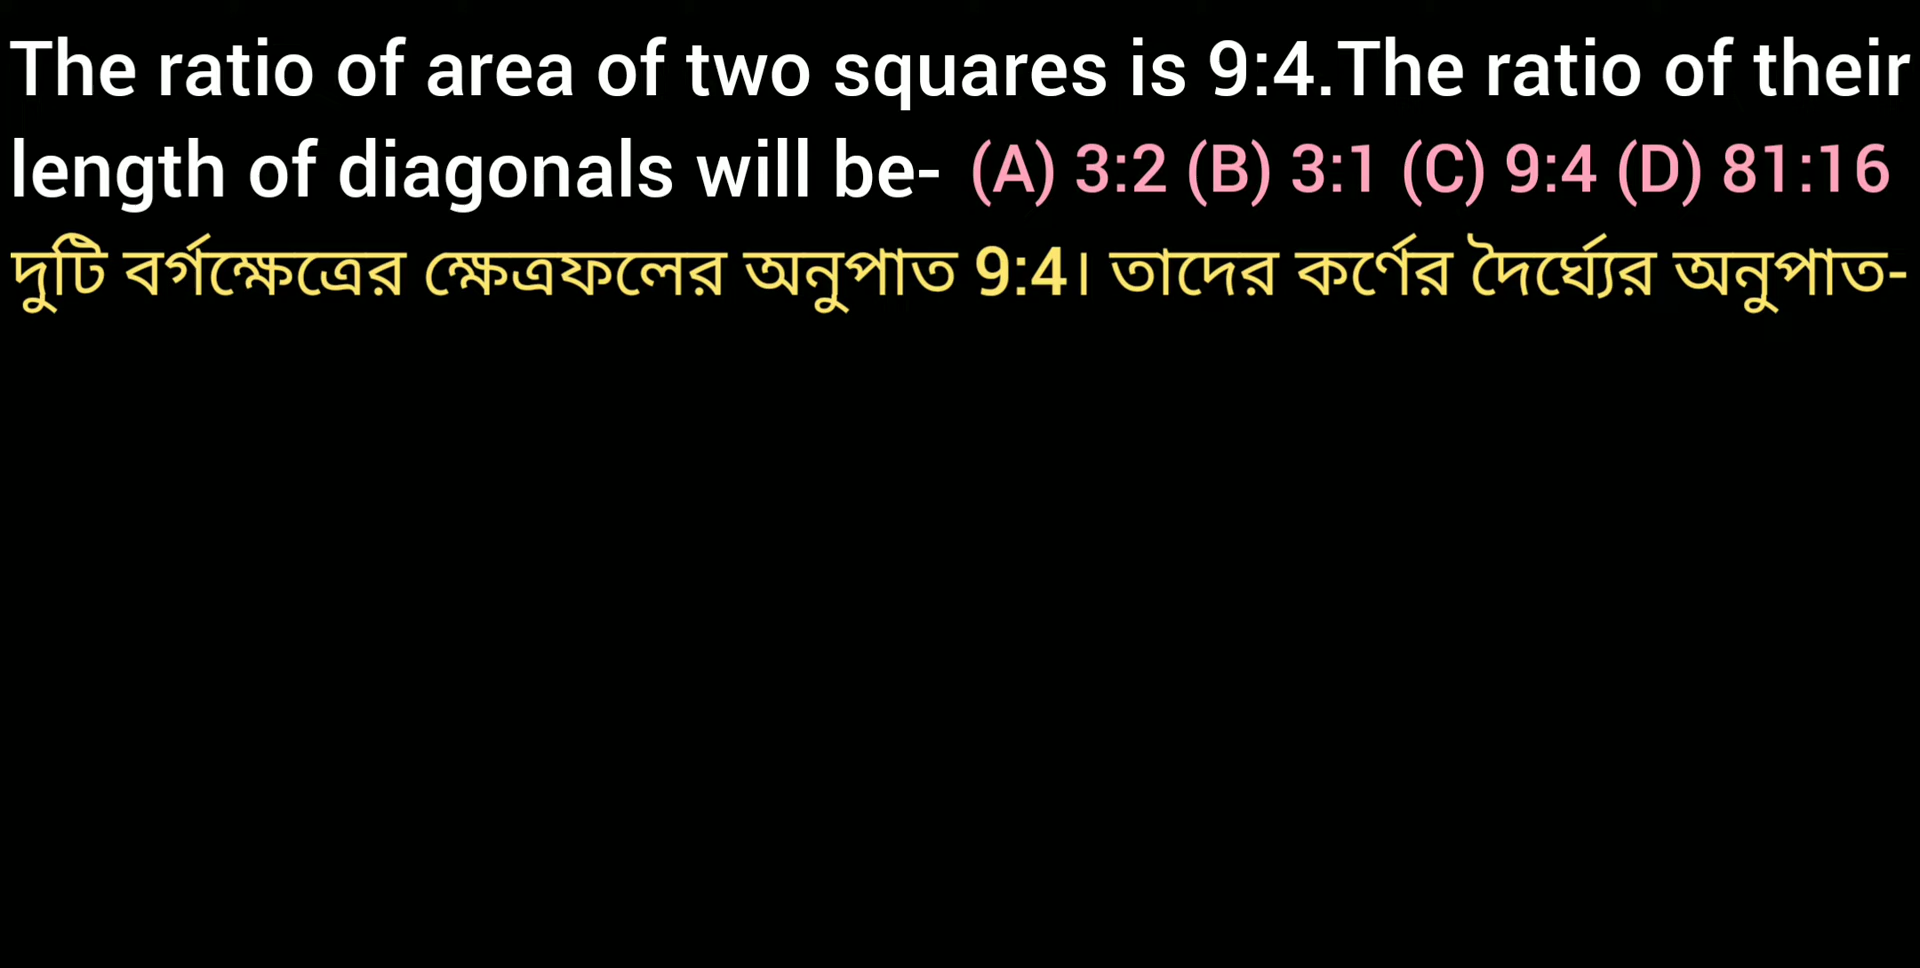 The ratio of area of two squares is 9:4.The ratio of their
length of diagonals will be- (A) 3:2 (B) 3:1 (C) 9:4 (D) 81:16
দুটি বর্গক্ষেত্রের ক্ষেত্রফলের অনুপাত 9:4। তাদের কর্ণের দৈর্ঘ্যের অনুপাত-